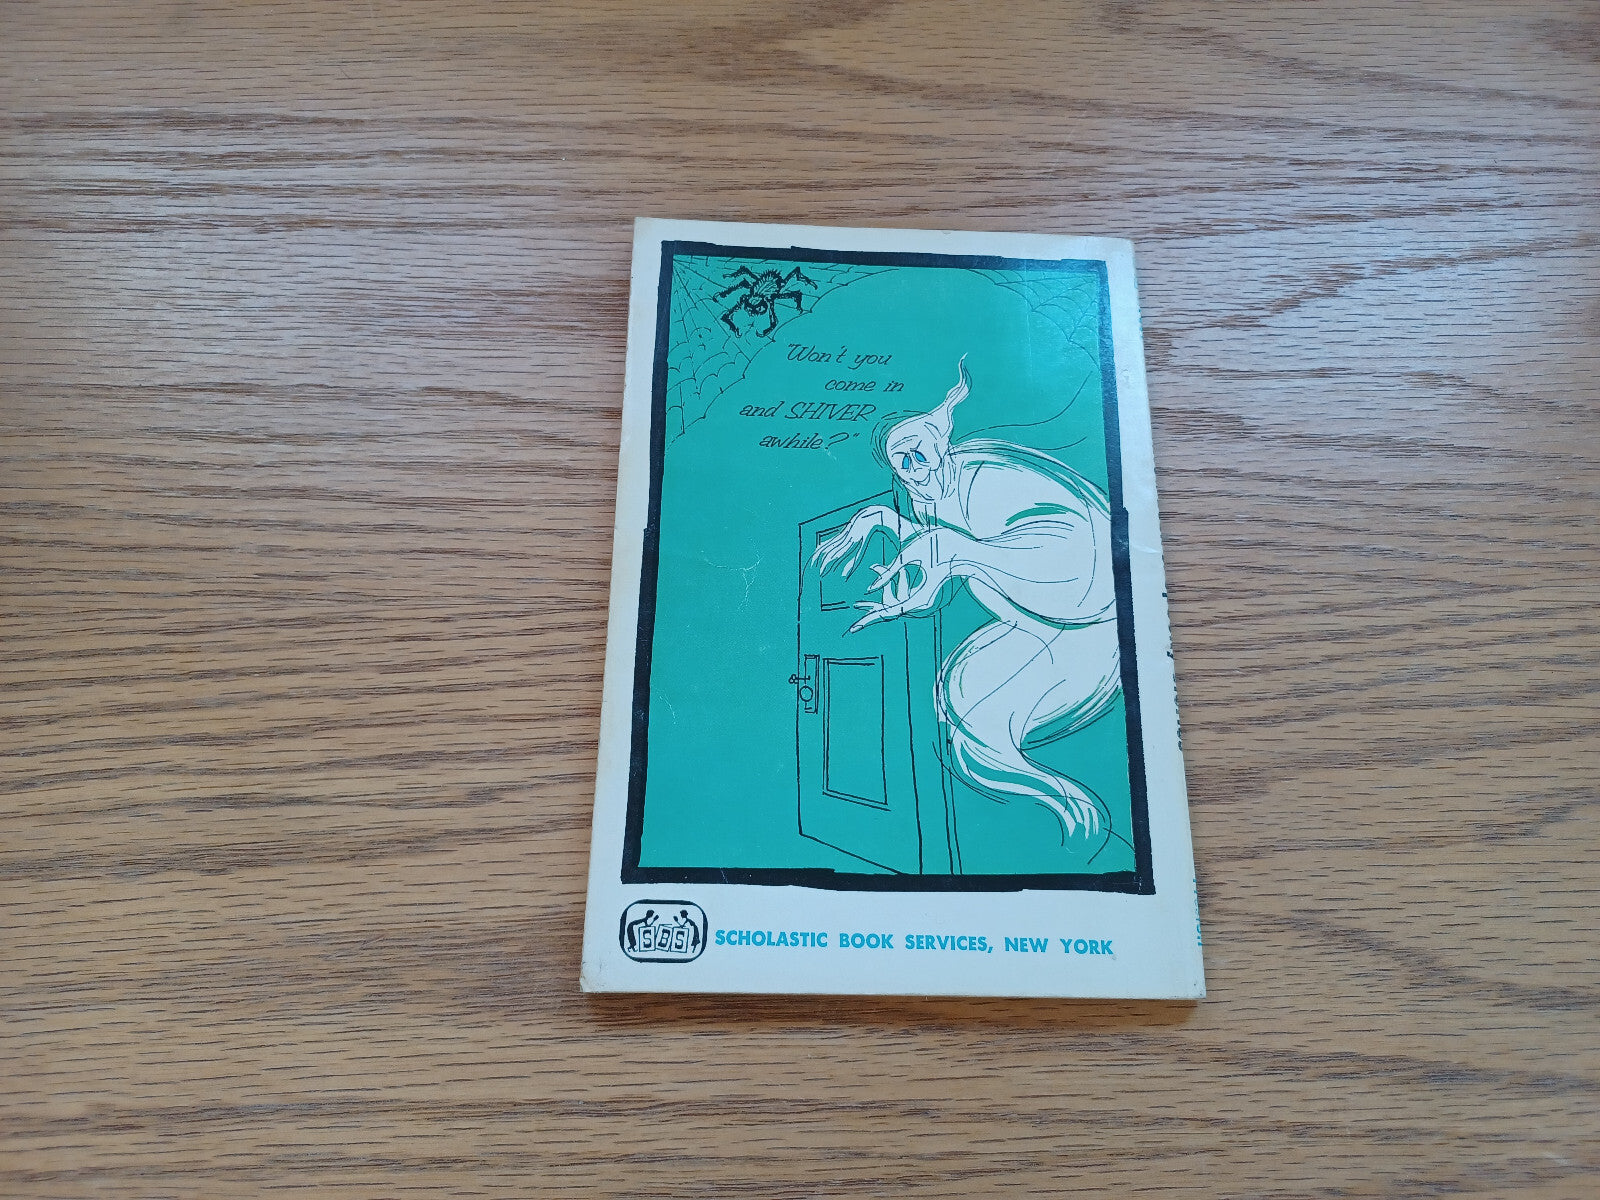 "Won't you
come in
and SHIVER
awhile?"
SBS
SCHOLASTIC BOOK SERVICES, NEW YORK